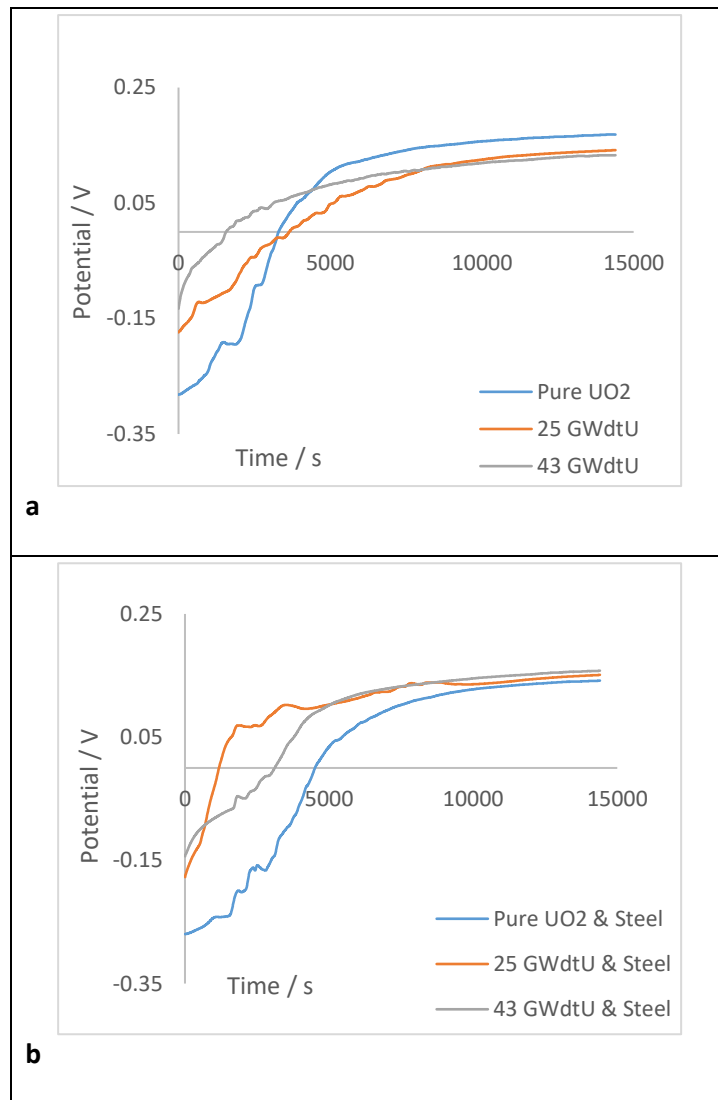 0.25
0.05
-0.15
-0.35
Potential / V
0
5000
10000
15000
Time / s
Pure UO2
25 GWdtU
43 GWdtU
a
0.25
0.05
-0.15
-0.35
Potential / V
0
5000
10000
15000
Time / s
Pure UO2 & Steel
25 GWdtU & Steel
43 GWdtU & Steel
b